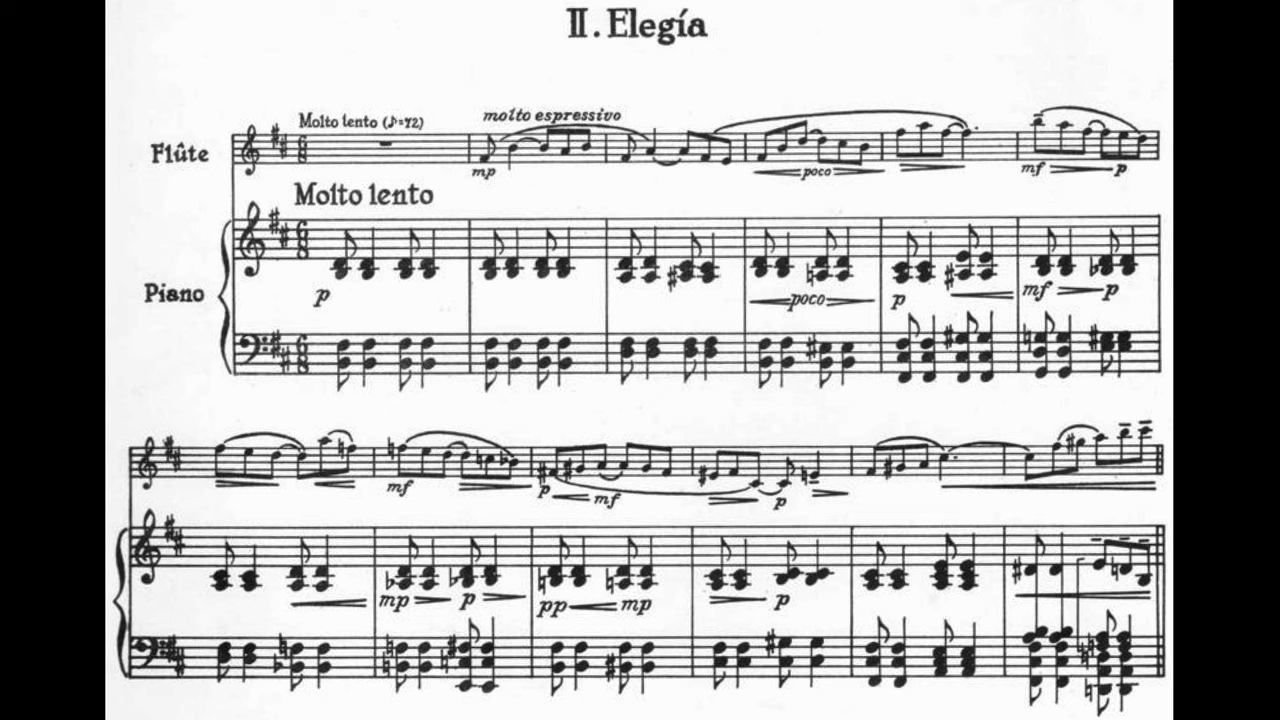 II. Elegía
Molto lento (♪=72)
molto espressivo
Flûte
mp
poco
mf
p
Molto lento
Piano
p
poco
p
mf
p
mf
p
mf
p
mp
p
pp
mp
p